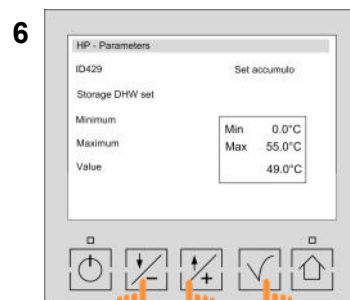 6
HP - Parameters
ID429 Set accumulo
Storage DHW set
Minimum
Min 0.0°C
Maximum
Max 55.0°C
Value
49.0°C